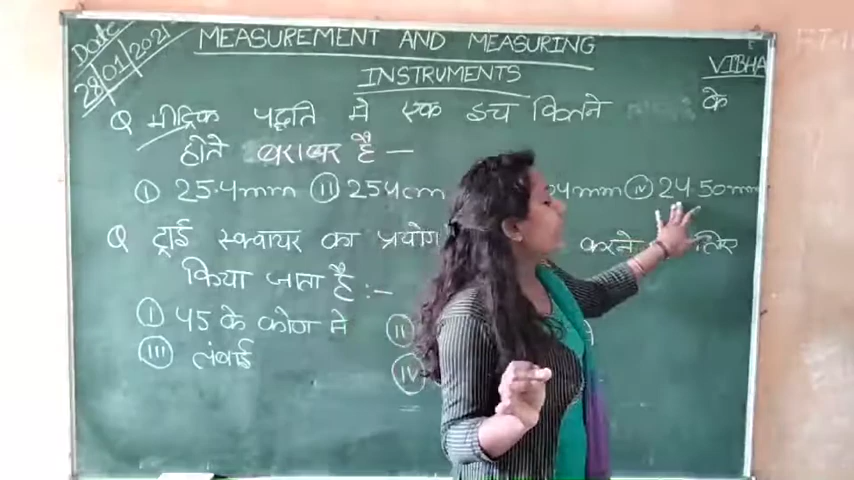 Date
28/01/2021
MEASUREMENT AND MEASURING
INSTRUMENTS
VIBHA
Q मीट्रिक पद्धति मे एक इंच कितने के
होते बराबर है —
(I) 25.4mm (II) 254cm 4mm (IV) 24.50mm
Q ट्राई स्क्वायर का प्रयोग करने लिए
किया जाता है :—
(I) 45 के कोण मे (II)
(III) लंबाई (IV)